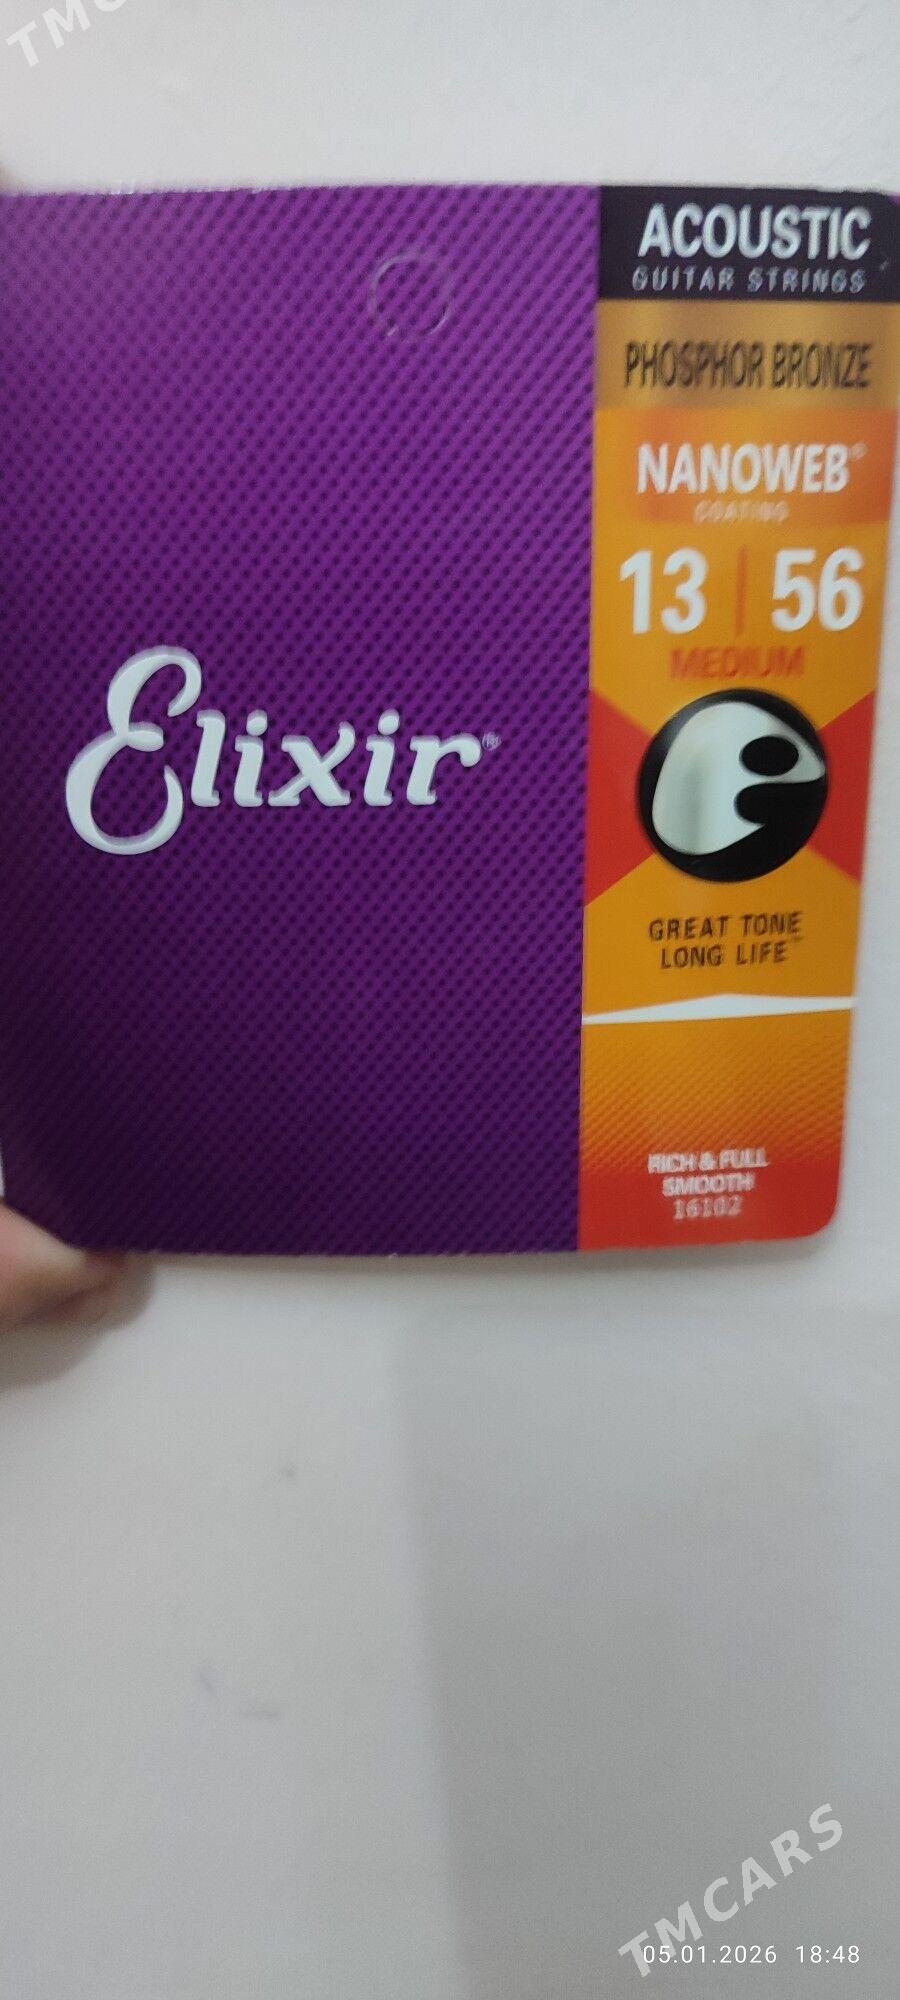 TMC
ACOUSTIC
GUITAR STRINGS
PHOSPHOR BRONZE
NANOWEB®
COATING
13 | 56
MEDIUM
Elixir®
GREAT TONE
LONG LIFE™
RICH & FULL
SMOOTH
16102
TMCARS
05.01.2026 18:48